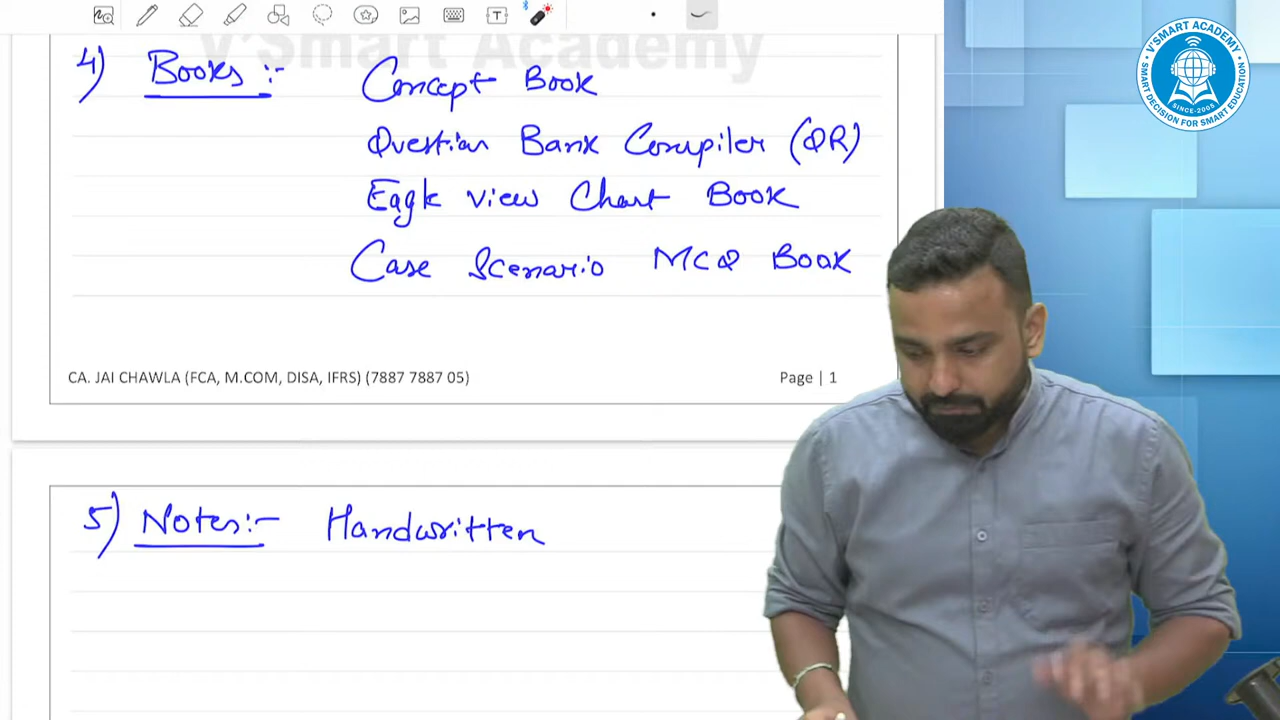 V'Smart Academy
4) Books :- Concept Book
Question Bank Compiler (QR)
Eagle view Chart Book
Case Scenario MCQ Book
CA. JAI CHAWLA (FCA, M.COM, DISA, IFRS) (7887 7887 05) Page | 1
5) Notes :- Handwritten
V'SMART ACADEMY
SINCE-2005
SMART DECISION FOR SMART EDUCATION